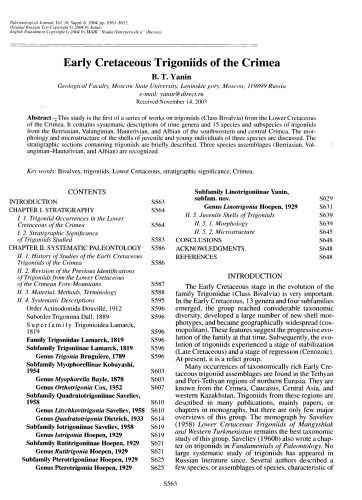 Paleontological Journal, Vol. 38, Suppl. 6, 2004, pp. S563–S652.
Original Russian Text Copyright © 2004 by Yanin.
English Translation Copyright © 2004 by MAIK "Nauka/Interperiodica" (Russia).
Early Cretaceous Trigoniids of the Crimea
B. T. Yanin
Geological Faculty, Moscow State University, Leninskie gory, Moscow, 119899 Russia
e-mail: yanin@direct.ru
Received November 14, 2003
Abstract—This study is the first of a series of works on trigoniids (Class Bivalvia) from the Lower Cretaceous
of the Crimea. It contains systematic descriptions of nine genera and 15 species and subspecies of trigoniids
from the Berriasian, Valanginian, Hauterivian, and Albian of the southwestern and central Crimea. The mor-
phology and microstructure of the shells of juvenile and young individuals of three species are discussed. The
stratigraphic sections containing trigoniids are briefly described. Three species assemblages (Berriasian, Val-
anginian–Hauterivian, and Albian) are recognized.
Key words: Bivalves, trigoniids, Lower Cretaceous, stratigraphic significance, Crimea.
CONTENTS
INTRODUCTION S563
CHAPTER I. STRATIGRAPHY S564
I. 1. Trigoniid Occurrences in the Lower
Cretaceous of the Crimea S564
I. 2. Stratigraphic Significance
of Trigoniids Studied S583
CHAPTER II. SYSTEMATIC PALEONTOLOGY S586
II. 1. History of Studies of the Early Cretaceous
Trigoniids of the Crimea S586
II. 2. Revision of the Previous Identifications
of Trigoniids from the Lower Cretaceous
of the Crimean Fore-Mountains S587
II. 3. Material, Methods, Terminology S588
II. 4. Systematic Descriptions S595
Order Actinodontida Douvillé, 1912 S596
Suborder Trigoniina Dall, 1889 S596
Superfamily Trigonioidea Lamarck,
1819 S596
Family Trigoniidae Lamarck, 1819 S596
Subfamily Trigoniinae Lamarck, 1819 S596
Genus Trigonia Bruguière, 1789 S596
Subfamily Myophorellinae Kobayashi,
1954 S603
Genus Myophorella Bayle, 1878 S603
Genus Orthotrigonia Cox, 1952 S607
Subfamily Quadratotrigoniinae Saveliev,
1958 S610
Genus Litschkovitrigonia Saveliev, 1958 S610
Genus Quadratotrigonia Dietrich, 1933 S614
Subfamily Iotrigoniinae Saveliev, 1958 S619
Genus Iotrigonia Hoepen, 1929 S619
Subfamily Rutitrigoniinae Hoepen, 1929 S621
Genus Rutitrigonia Hoepen, 1929 S621
Subfamily Pterotrigoniinae Hoepen, 1929 S625
Genus Pterotrigonia Hoepen, 1929 S625
Subfamily Linotrigoniinae Yanin,
subfam. nov. S629
Genus Linotrigonia Hoepen, 1929 S631
II. 5. Juvenile Shells of Trigoniids S639
II. 5. 1. Morphology S639
II. 5. 2. Microstructure S645
CONCLUSIONS S648
ACKNOWLEDGMENTS S648
REFERENCES S648
INTRODUCTION
The Early Cretaceous stage in the evolution of the
family Trigoniidae (Class Bivalvia) is very important.
In the Early Cretaceous, 13 genera and four subfamilies
emerged, the group reached considerable taxonomic
diversity, developed a large number of new shell mor-
photypes, and became geographically widespread (cos-
mopolitan). These features suggest the progressive evo-
lution of the family at that time. Subsequently, the evo-
lution of trigoniids experienced a stage of stabilization
(Late Cretaceous) and a stage of regression (Cenozoic).
At present, it is a relict group.
Many occurrences of taxonomically rich Early Cre-
taceous trigoniid assemblages are found in the Tethyan
and Peri-Tethyan regions of northern Eurasia. They are
known from the Crimea, Caucasus, Central Asia, and
western Kazakhstan. Trigoniids from these regions are
described in many publications, mainly papers, or
chapters in monographs, but there are only few major
overviews of this group. The monograph by Saveliev
(1958) Lower Cretaceous Trigoniids of Mangyshlak
and Western Turkmenistan remains the best taxonomic
study of this group. Saveliev (1960b) also wrote a chap-
ter on trigoniids in Fundamentals of Paleontology. No
large systematic study of trigoniids has appeared in
Russian literature since. Several authors described a
few species, or assemblages of species, characteristic of
S563